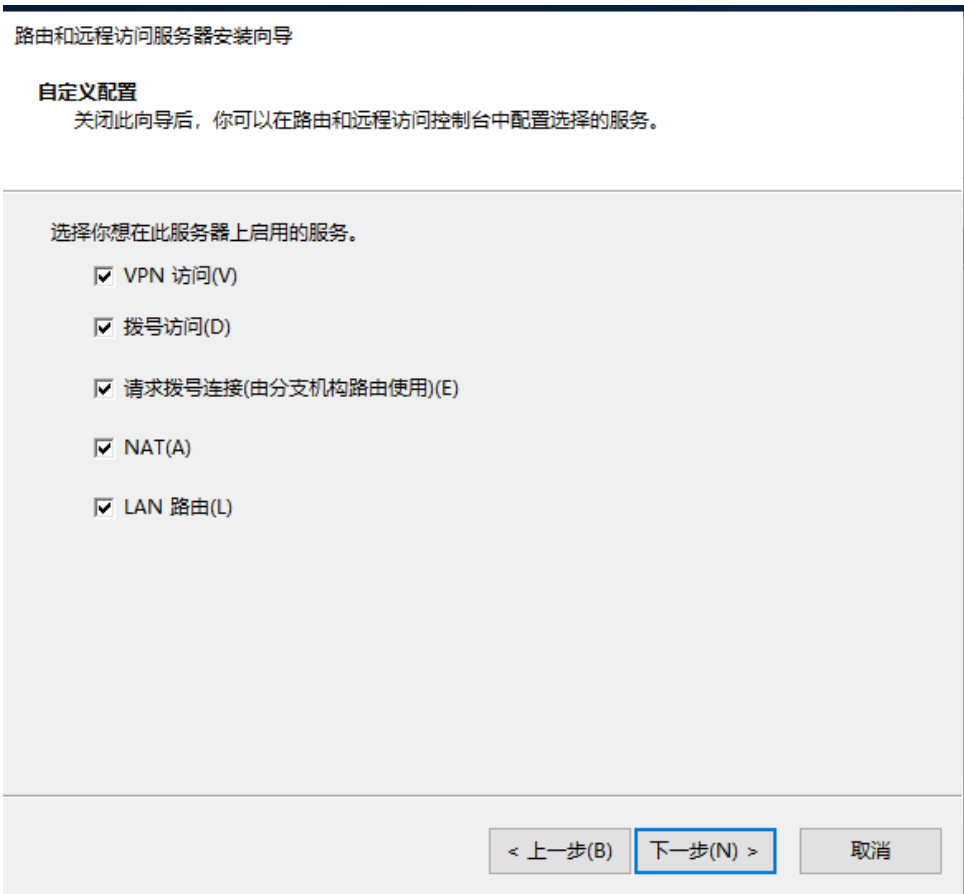 路由和远程访问服务器安装向导
自定义配置
关闭此向导后，你可以在路由和远程访问控制台中配置选择的服务。
选择你想在此服务器上启用的服务。
VPN 访问(V)
拨号访问(D)
请求拨号连接(由分支机构路由使用)(E)
NAT(A)
LAN 路由(L)
< 上一步(B) 下一步(N) > 取消